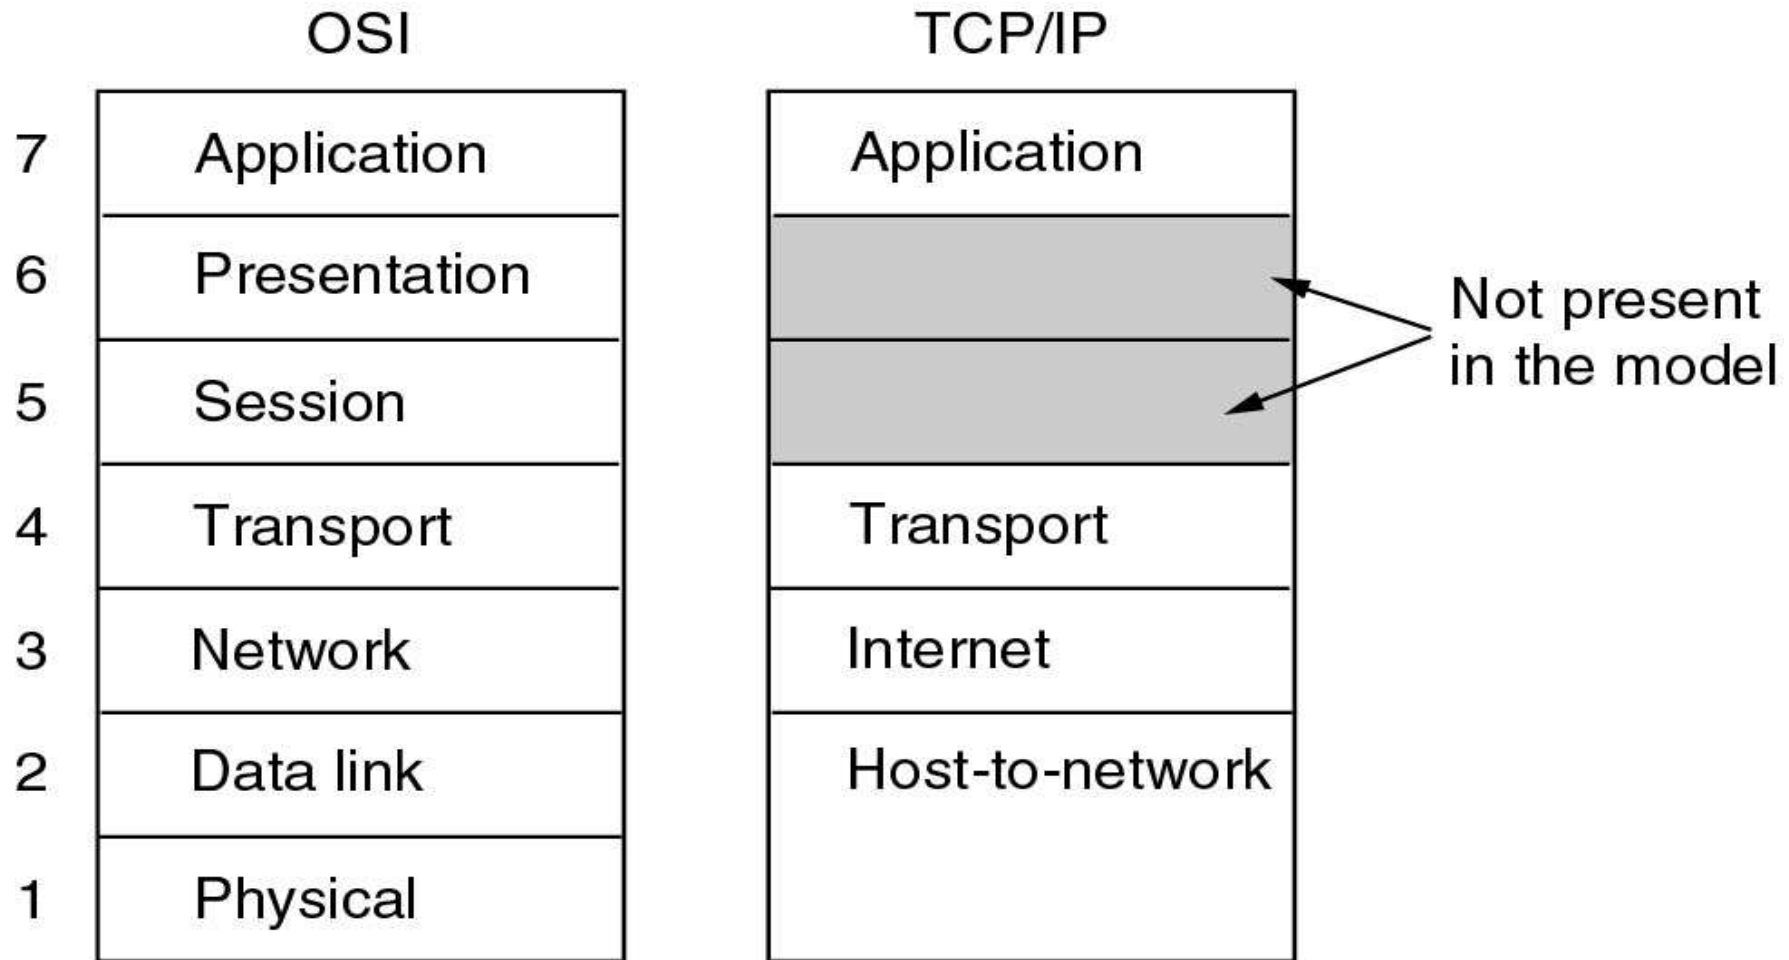 OSI
TCP/IP
7 Application Application
6 Presentation
5 Session
Not present
in the model
4 Transport Transport
3 Network Internet
2 Data link Host-to-network
1 Physical